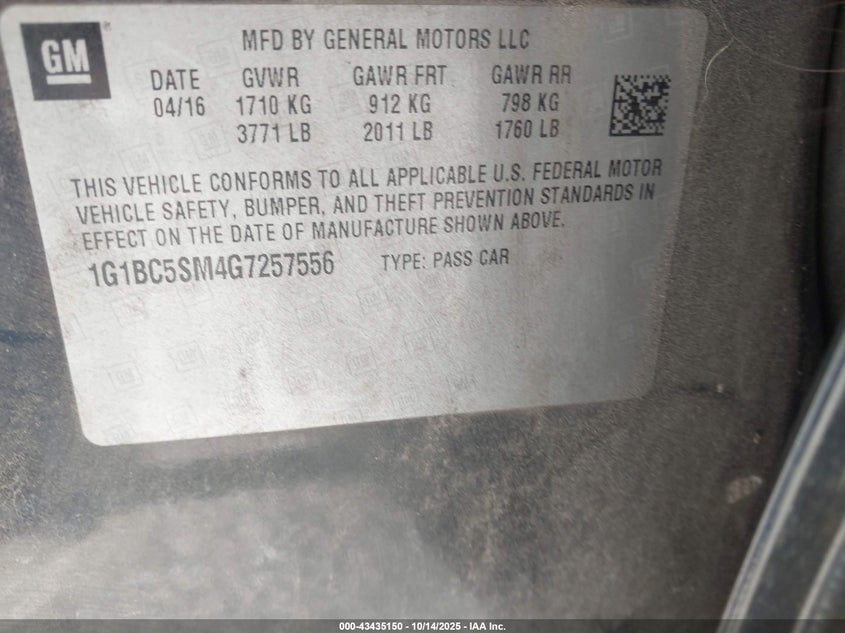 GM
MFD BY GENERAL MOTORS LLC
DATE GVWR GAWR FRT GAWR RR
04/16 1710 KG 912 KG 798 KG
3771 LB 2011 LB 1760 LB
THIS VEHICLE CONFORMS TO ALL APPLICABLE U.S. FEDERAL MOTOR
VEHICLE SAFETY, BUMPER, AND THEFT PREVENTION STANDARDS IN
EFFECT ON THE DATE OF MANUFACTURE SHOWN ABOVE.
1G1BC5SM4G7257556 TYPE: PASS CAR
000-43435150 - 10/14/2025 - IAA Inc.